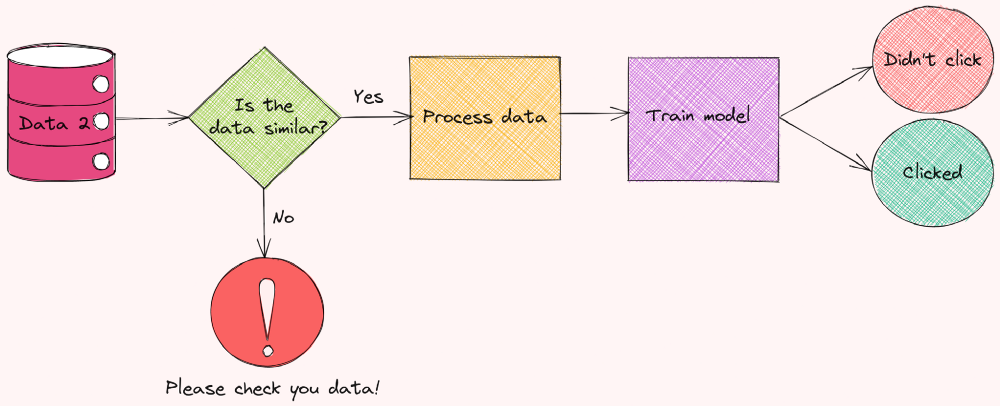 Data 2
Is the
data similar?
Yes
Process data
Train model
Didn't click
Clicked
No
Please check you data!